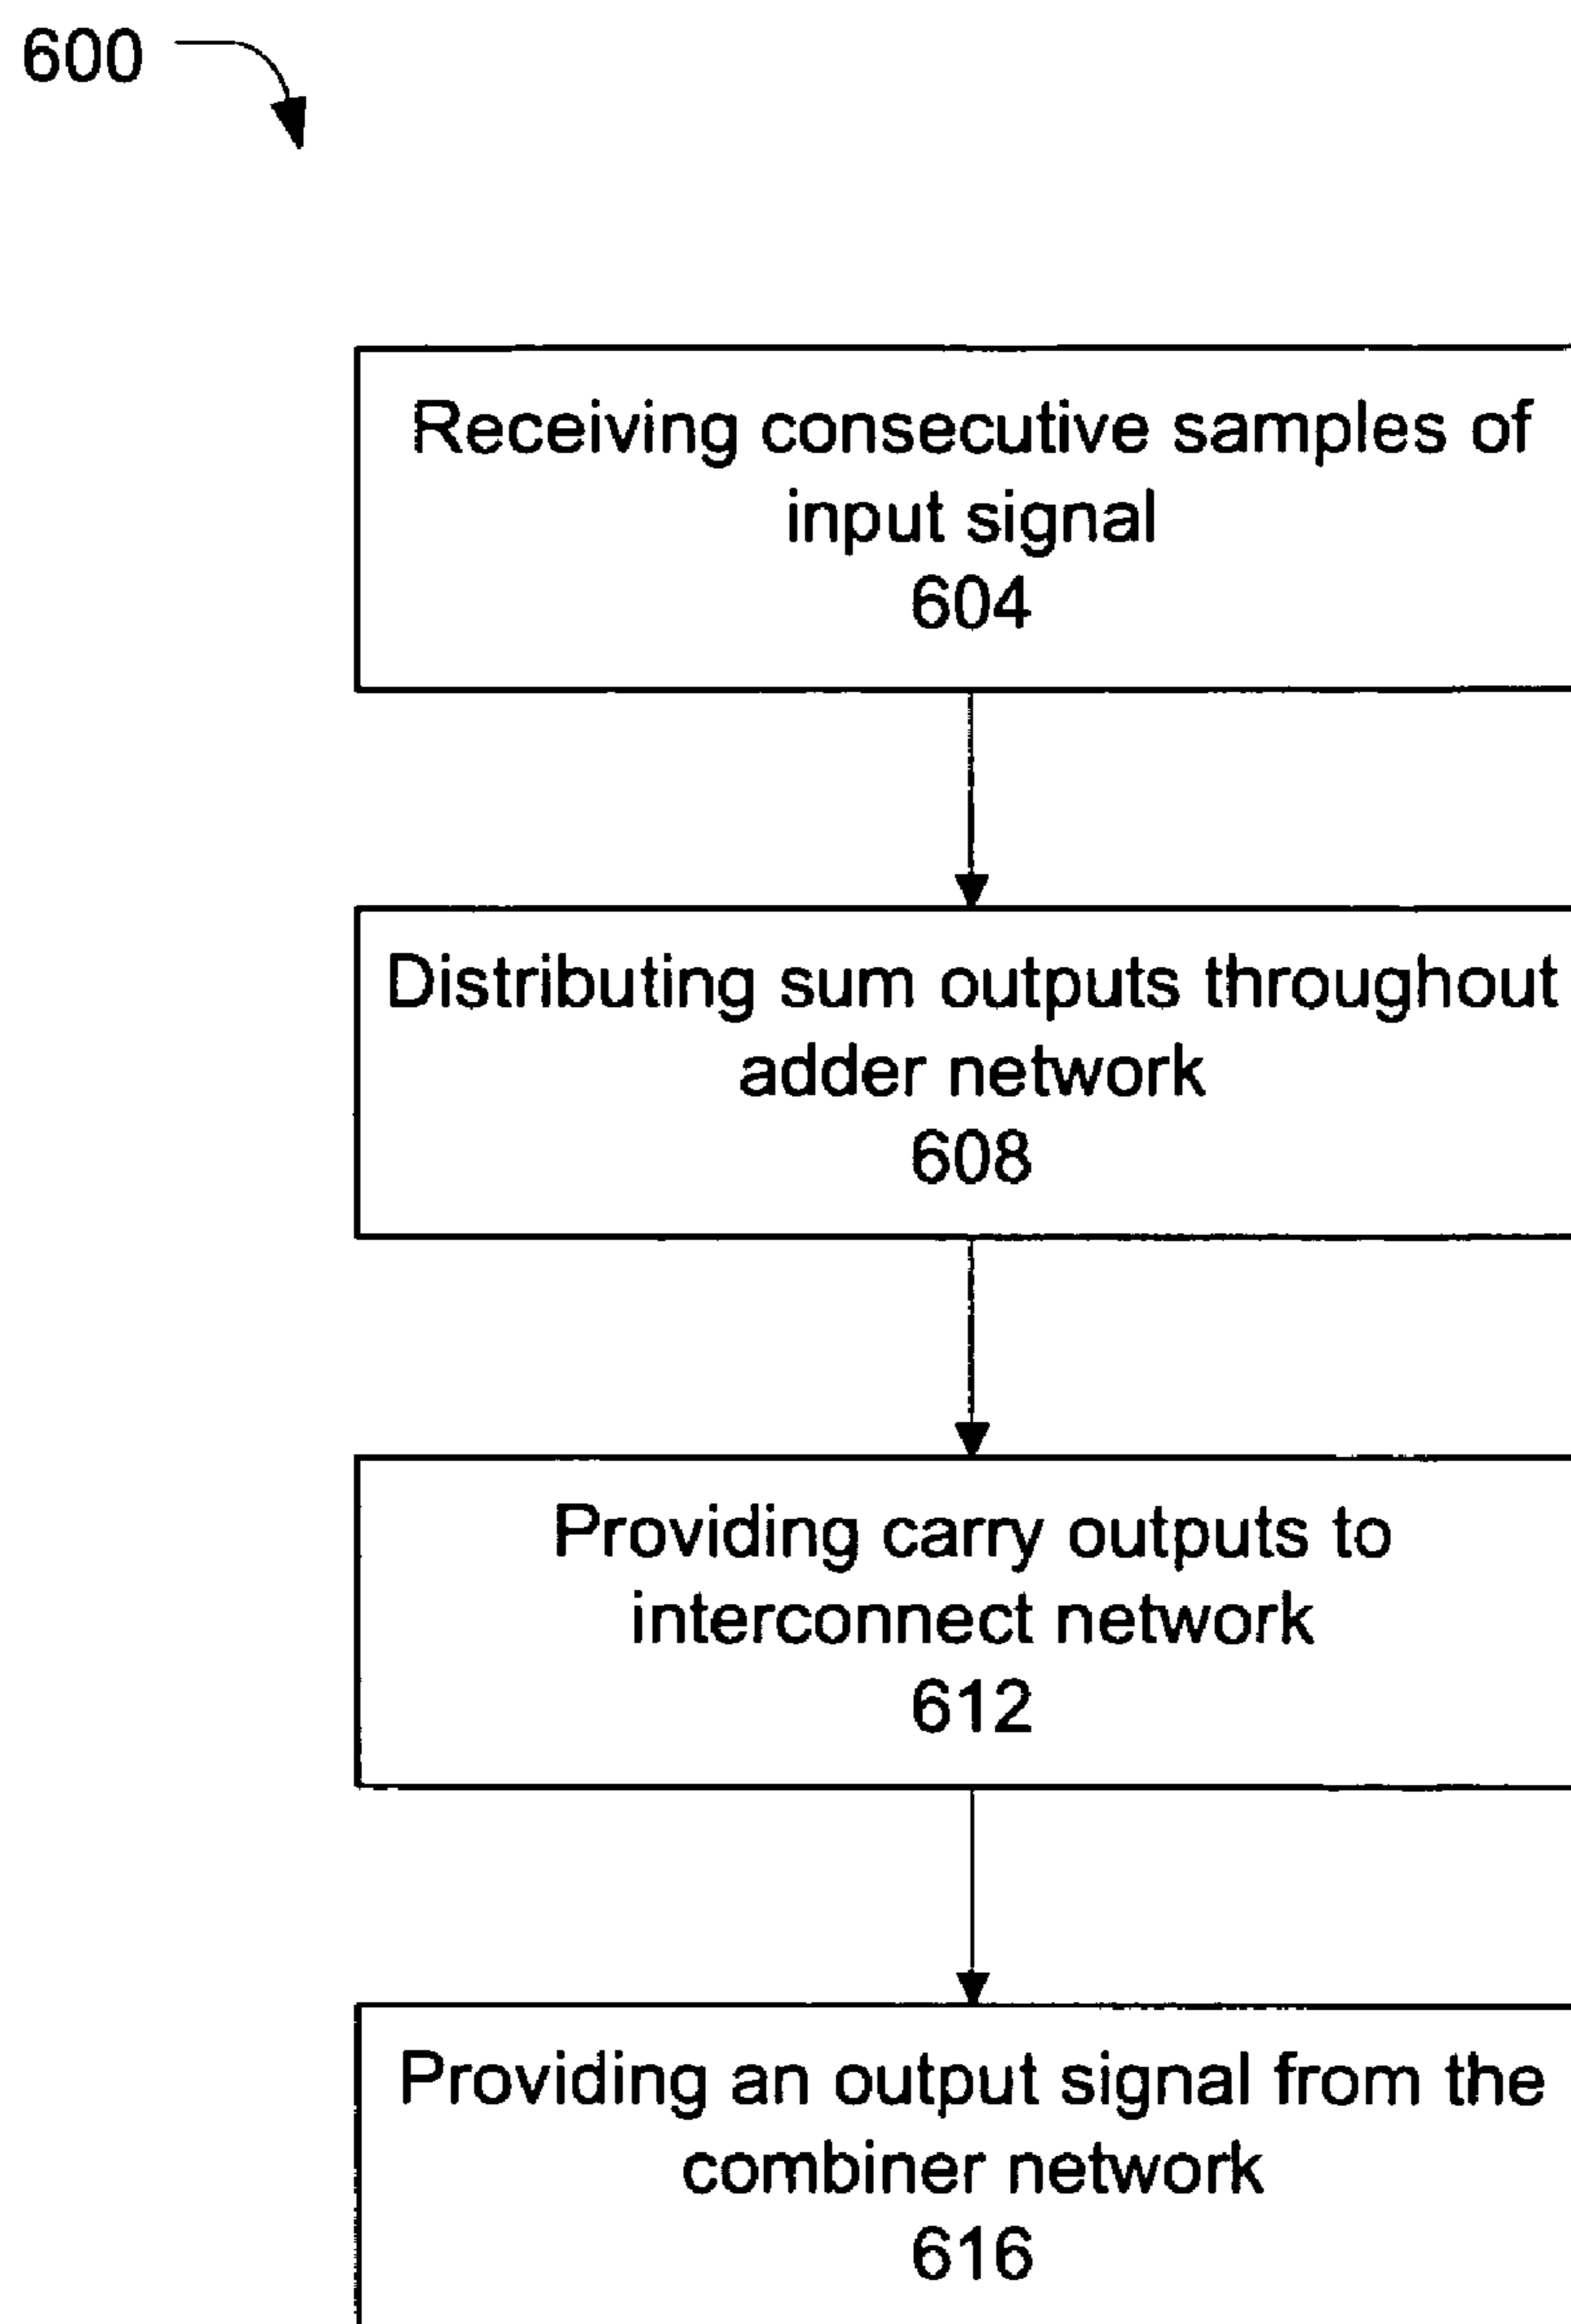 600
Receiving consecutive samples of
input signal
604
Distributing sum outputs throughout
adder network
608
Providing carry outputs to
interconnect network
612
Providing an output signal from the
combiner network
616